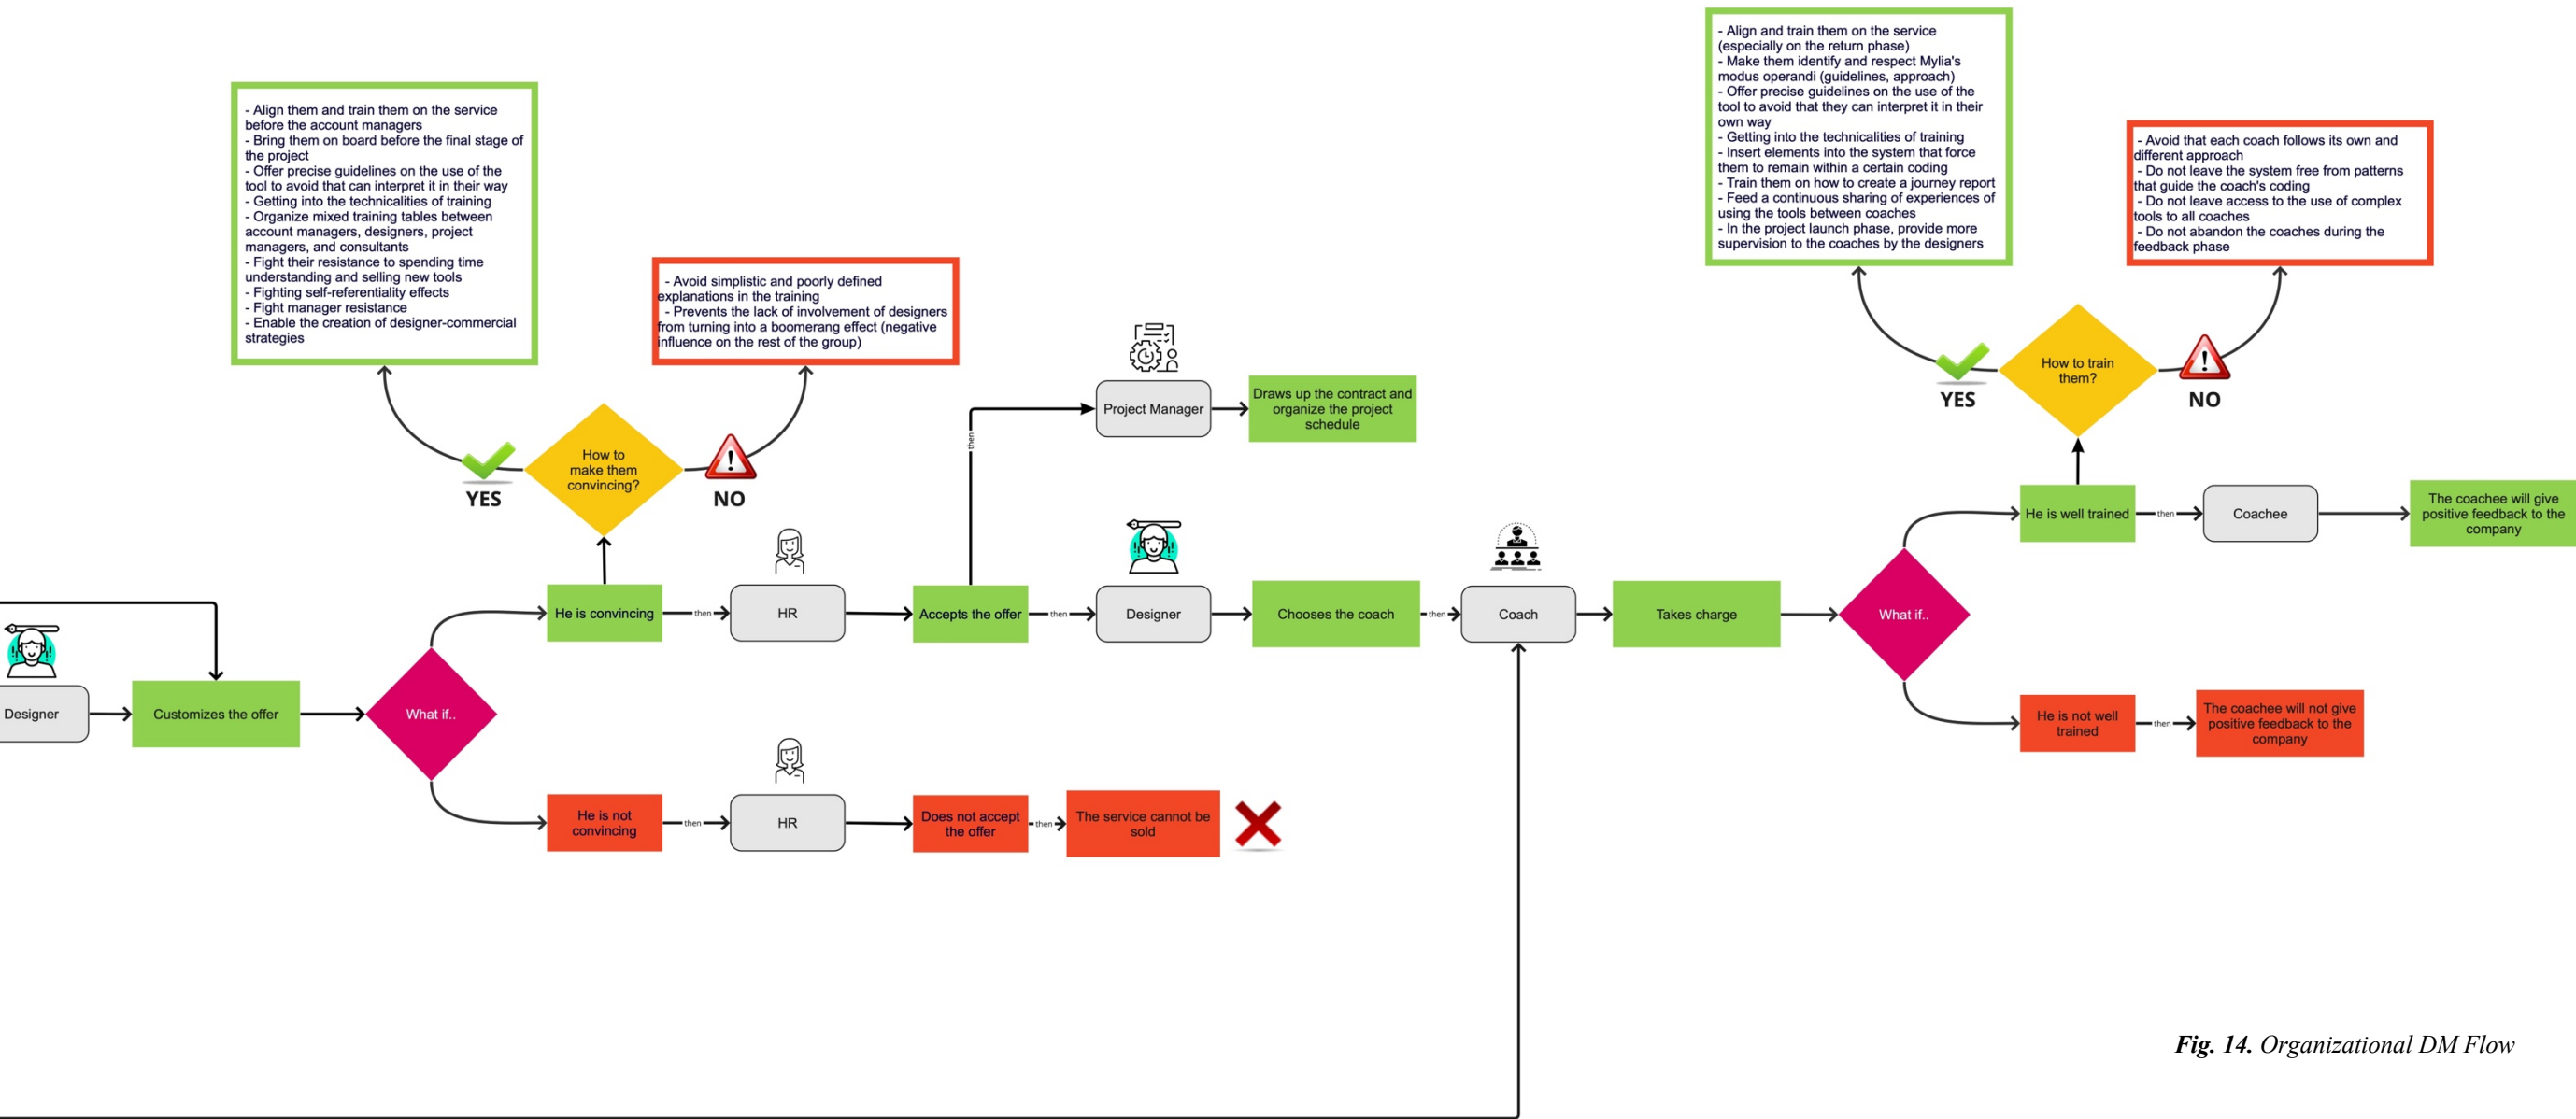 - Align them and train them on the service
before the account managers
- Bring them on board before the final stage of
the project
- Offer precise guidelines on the use of the
tool to avoid that can interpret it in their way
- Getting into the technicalities of training
- Organize mixed training tables between
account managers, designers, project
managers, and consultants
- Fight their resistance to spending time
understanding and selling new tools
- Fighting self-referentiality effects
- Fight manager resistance
- Enable the creation of designer-commercial
strategies
- Avoid simplistic and poorly defined
explanations in the training
- Prevents the lack of involvement of designers
from turning into a boomerang effect (negative
influence on the rest of the group)
YES
How to
make them
convincing?
NO
Designer
Customizes the offer
What if..
He is convincing
then
HR
Accepts the offer
then
Project Manager
Draws up the contract and
organize the project
schedule
then
Designer
Chooses the coach
then
Coach
Takes charge
What if..
He is not
convincing
then
HR
Does not accept
the offer
then
The service cannot be
sold
- Align and train them on the service
(especially on the return phase)
- Make them identify and respect Mylia's
modus operandi (guidelines, approach)
- Offer precise guidelines on the use of the
tool to avoid that they can interpret it in their
own way
- Getting into the technicalities of training
- Insert elements into the system that force
them to remain within a certain coding
- Train them on how to create a journey report
- Feed a continuous sharing of experiences of
using the tools between coaches
- In the project launch phase, provide more
supervision to the coaches by the designers
- Avoid that each coach follows its own and
different approach
- Do not leave the system free from patterns
that guide the coach's coding
- Do not leave access to the use of complex
tools to all coaches
- Do not abandon the coaches during the
feedback phase
YES
How to train
them?
NO
He is well trained
then
Coachee
The coachee will give
positive feedback to the
company
He is not well
trained
then
The coachee will not give
positive feedback to the
company
Fig. 14. Organizational DM Flow